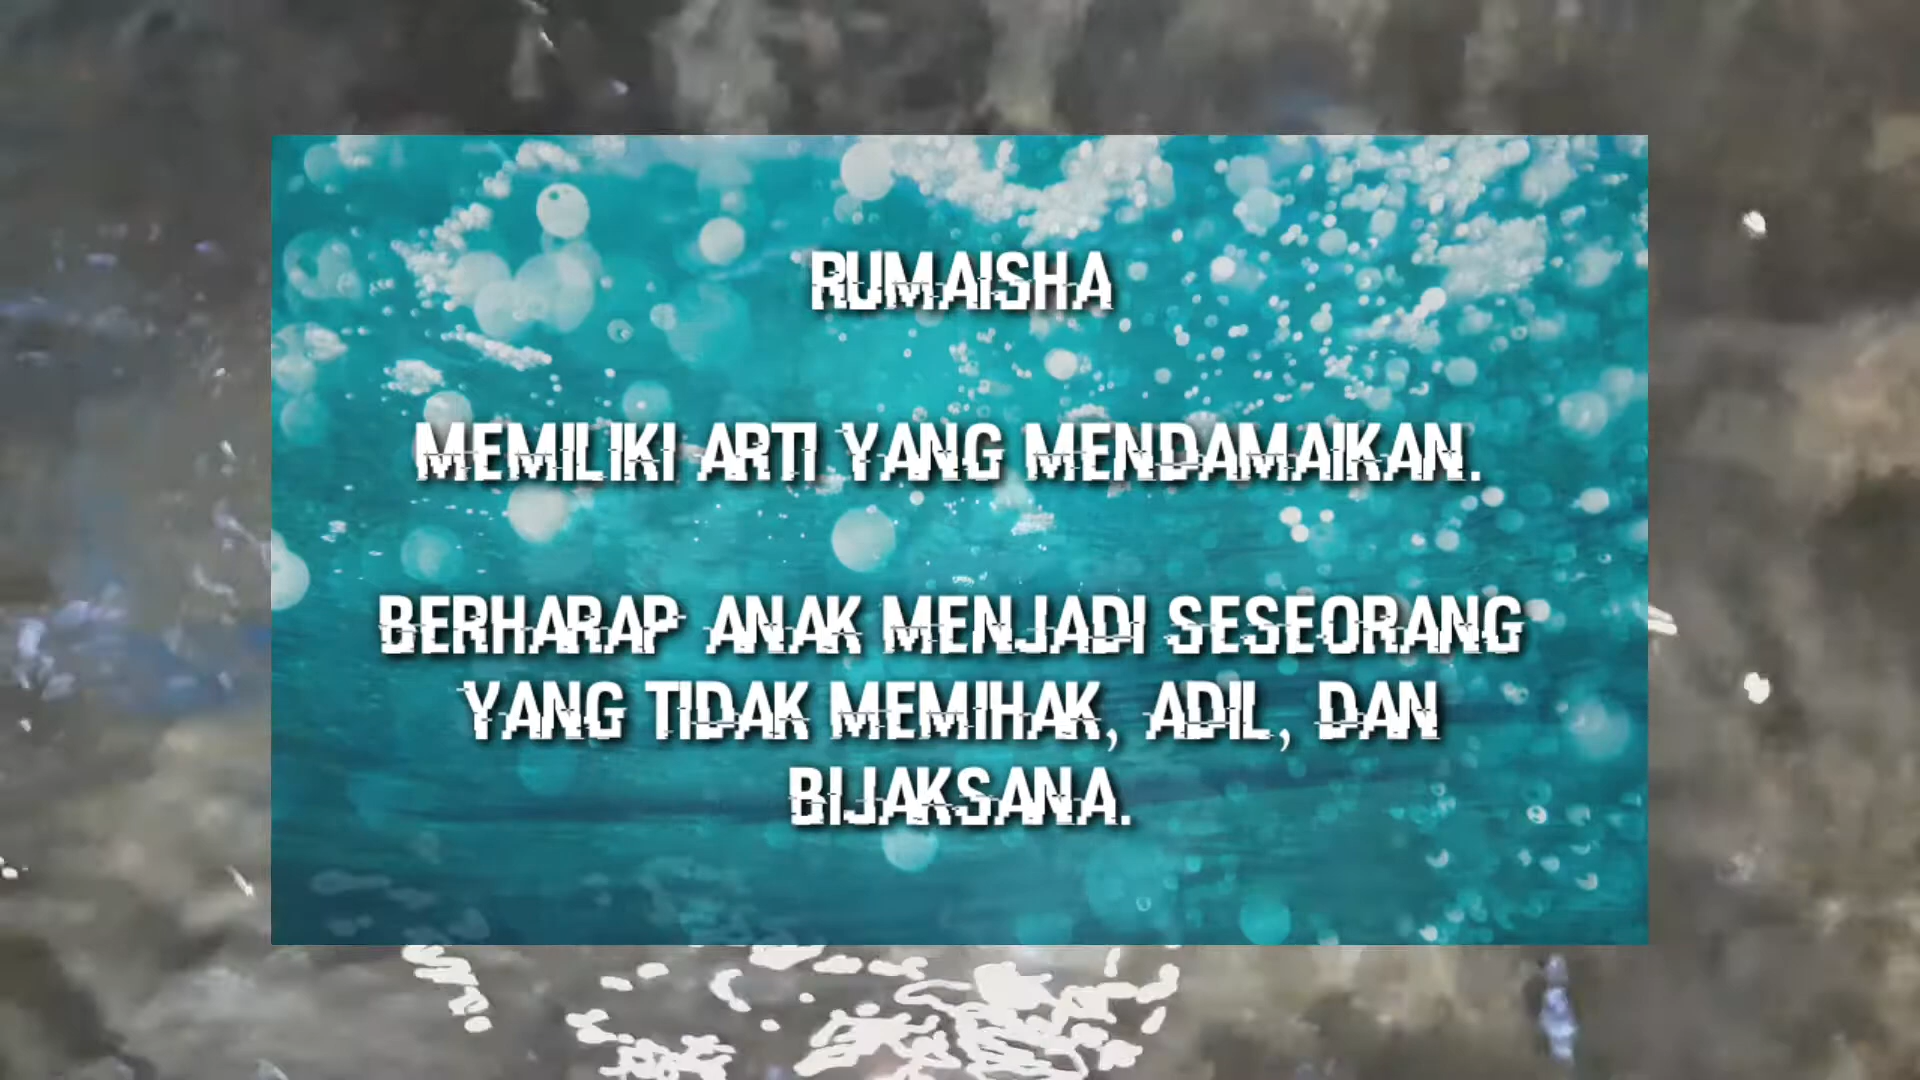 RUMAISHA
MEMILIKI ARTI YANG MENDAMAIKAN.
BERHARAP ANAK MENJADI SESEORANG
YANG TIDAK MEMIHAK, ADIL, DAN
BIJAKSANA.